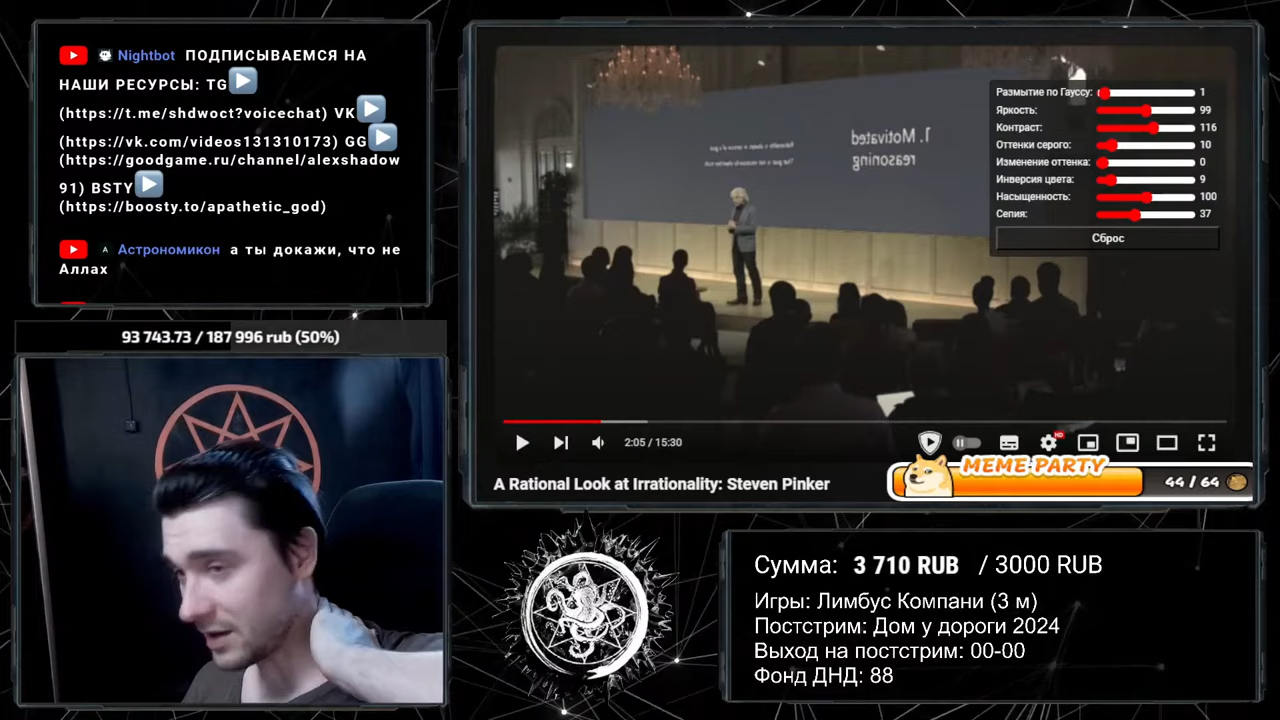 Nightbot ПОДПИСЫВАЕМСЯ НА
НАШИ РЕСУРСЫ: TG
(https://t.me/shdwoct?voicechat) VK
(https://vk.com/videos131310173) GG
(https://goodgame.ru/channel/alexshadow
91) BSTY
(https://boosty.to/apathetic_god)
A Астрономикон а ты докажи, что не
Аллах
93 743.73 / 187 996 rub (50%)
1. Motivated
reasoning
Размытие по Гауссу: 1
Яркость: 99
Контраст: 116
Оттенки серого: 10
Изменение оттенка: 0
Инверсия цвета: 9
Насыщенность: 100
Сепия: 37
Сброс
2:05 / 15:30
HD
A Rational Look at Irrationality: Steven Pinker
MEME PARTY
44 / 64
Сумма: 3 710 RUB / 3000 RUB
Игры: Лимбус Компани (3 м)
Постстрим: Дом у дороги 2024
Выход на постстрим: 00-00
Фонд ДНД: 88